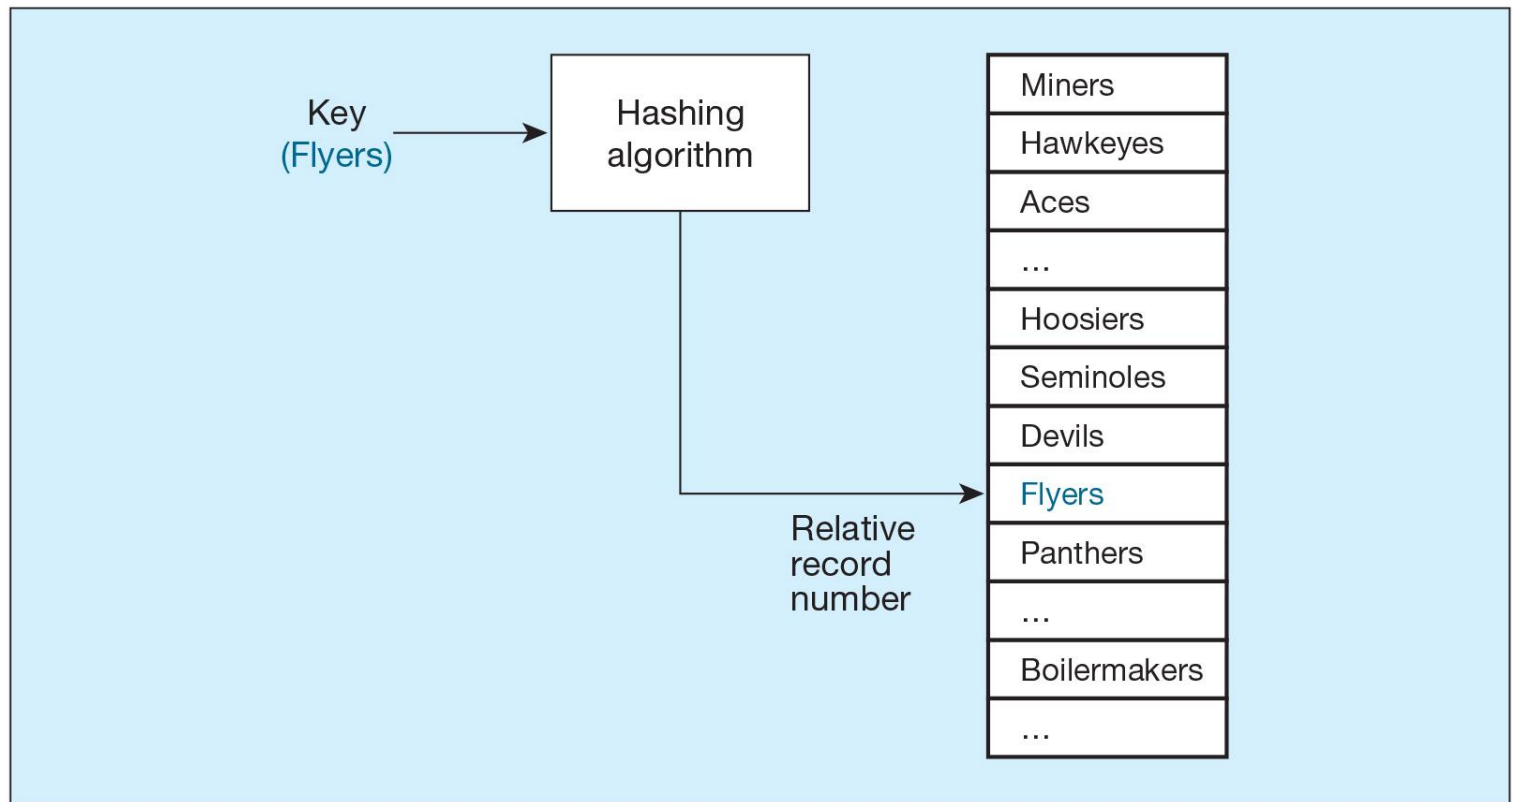 Key
(Flyers)
Hashing
algorithm
Relative
record
number
Miners
Hawkeyes
Aces
...
Hoosiers
Seminoles
Devils
Flyers
Panthers
...
Boilermakers
...